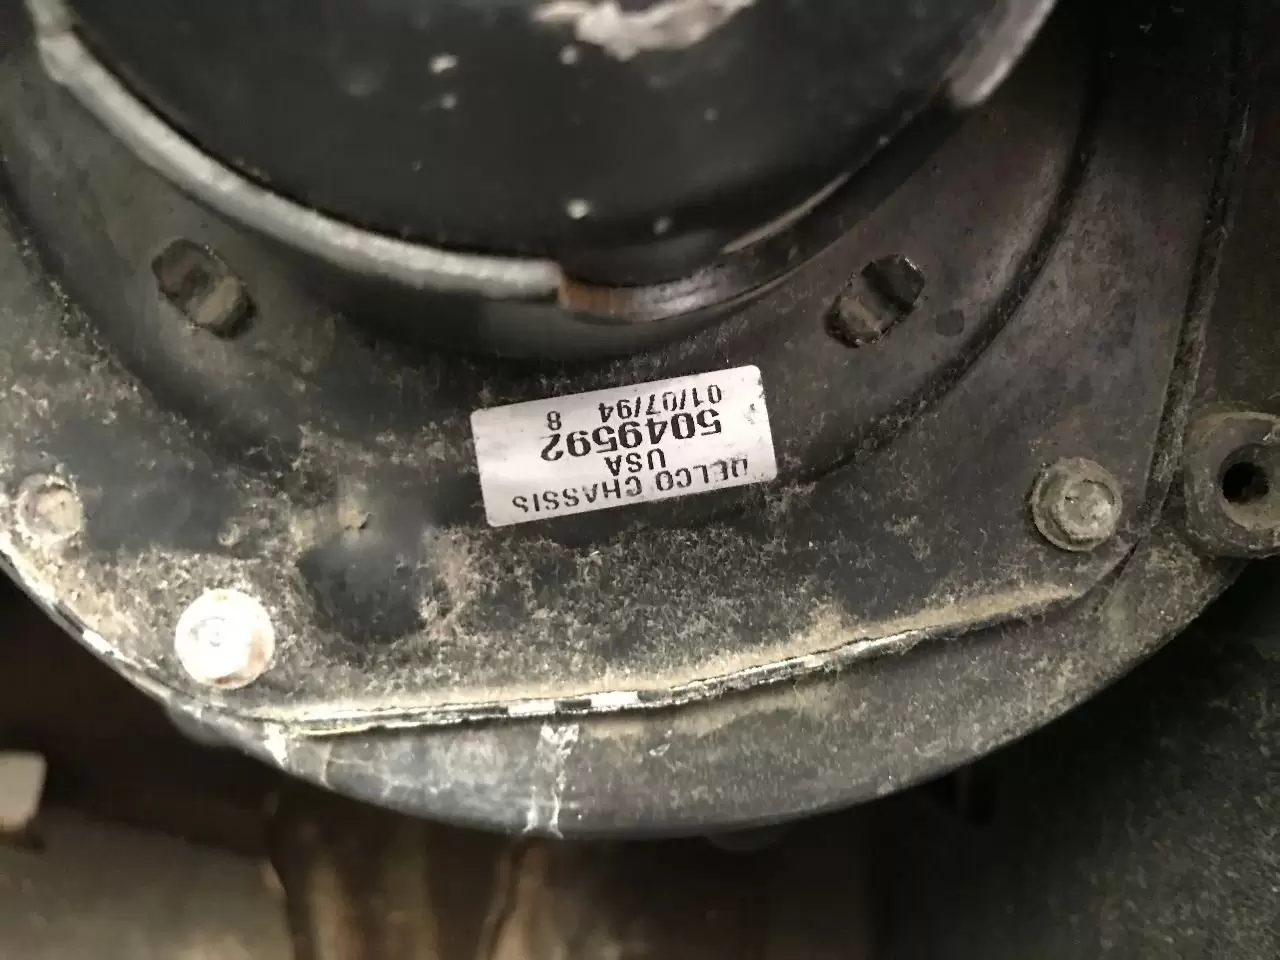 DELCO CHASSIS
USA
5049592
01/07/94 8